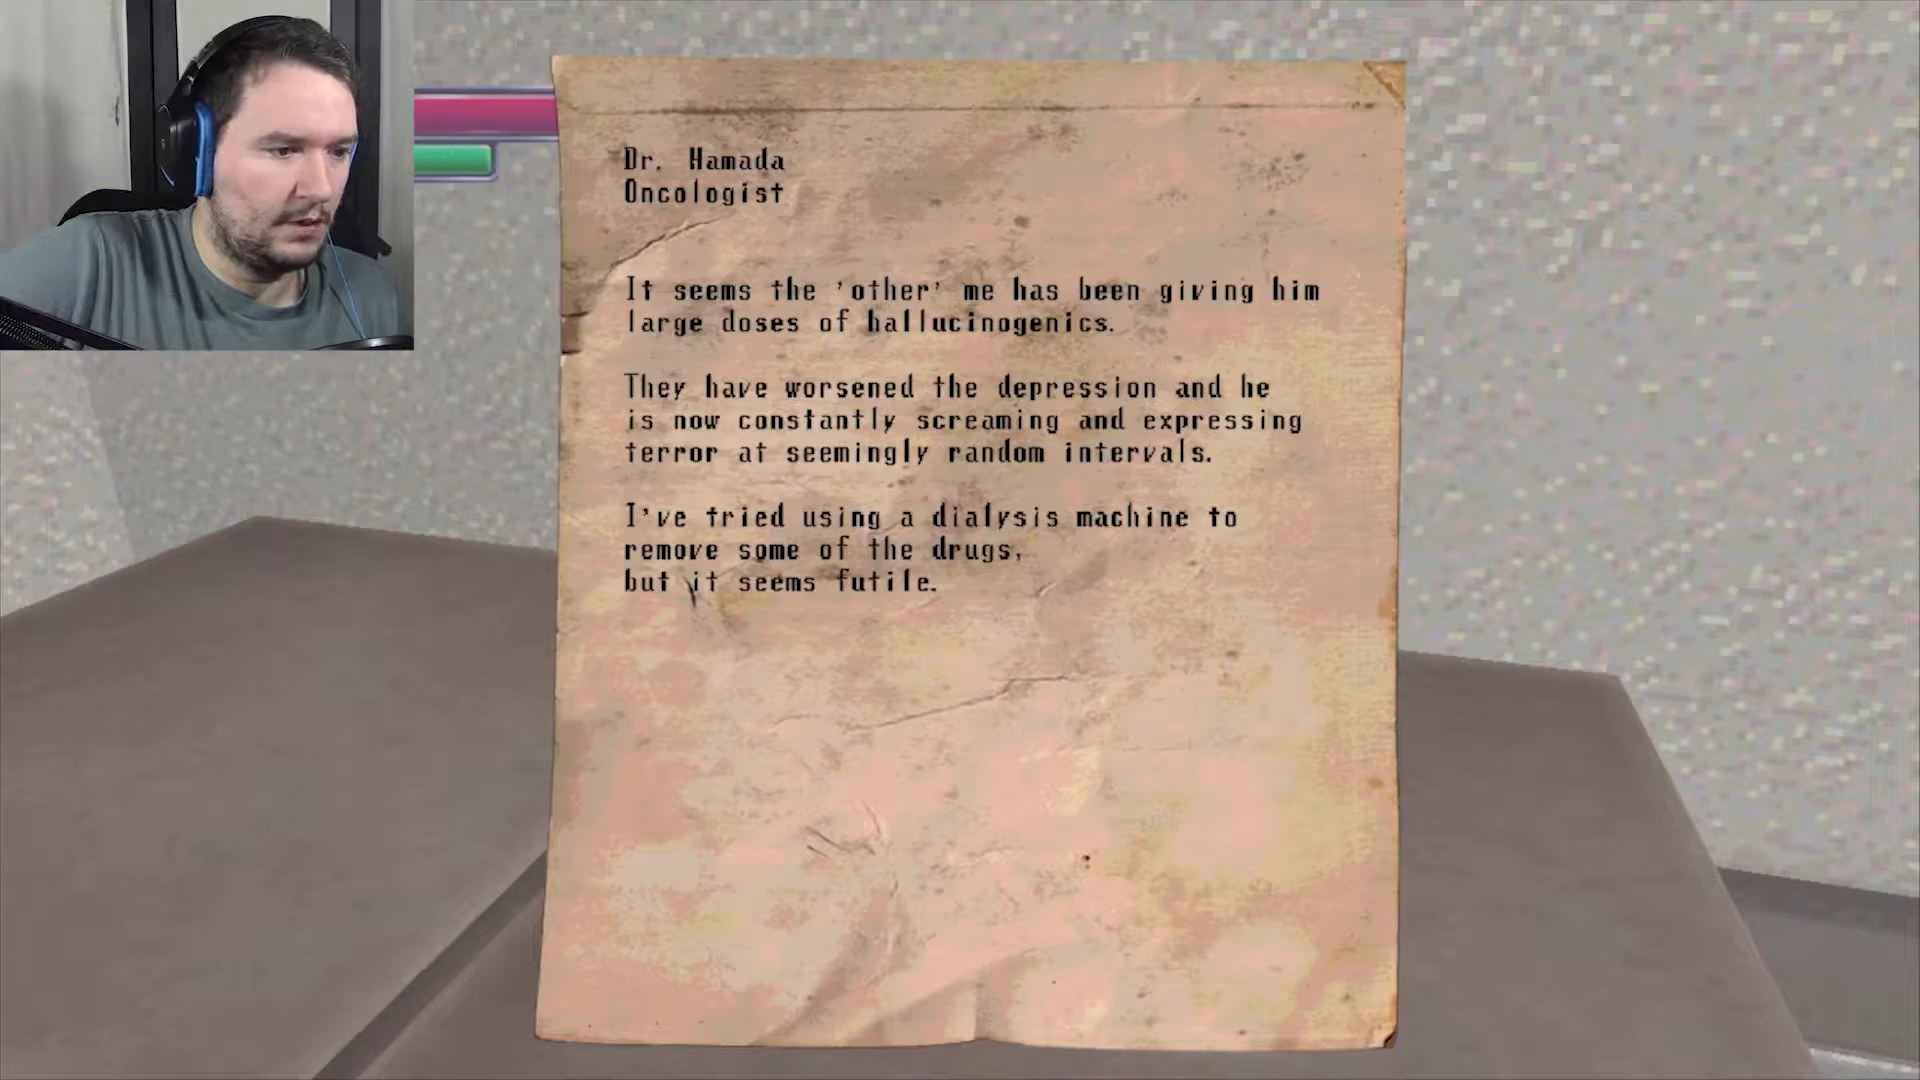 Dr. Hamada
Oncologist
It seems the 'other' me has been giving him
large doses of hallucinogenics.
They have worsened the depression and he
is now constantly screaming and expressing
terror at seemingly random intervals.
I've tried using a dialysis machine to
remove some of the drugs,
but it seems futile.